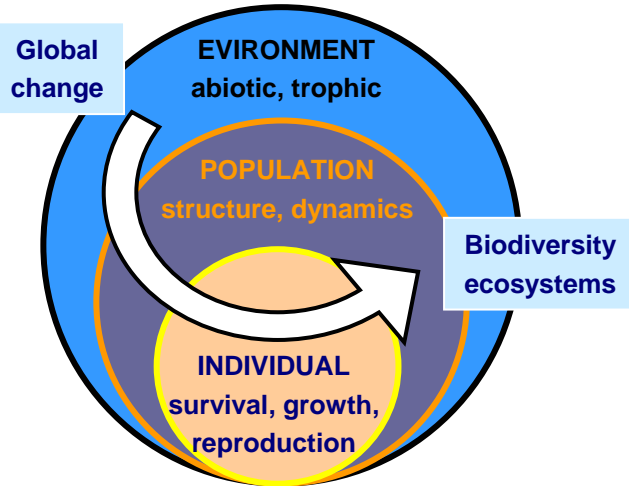 Global
change
EVIRONMENT
abiotic, trophic
POPULATION
structure, dynamics
Biodiversity
ecosystems
INDIVIDUAL
survival, growth,
reproduction